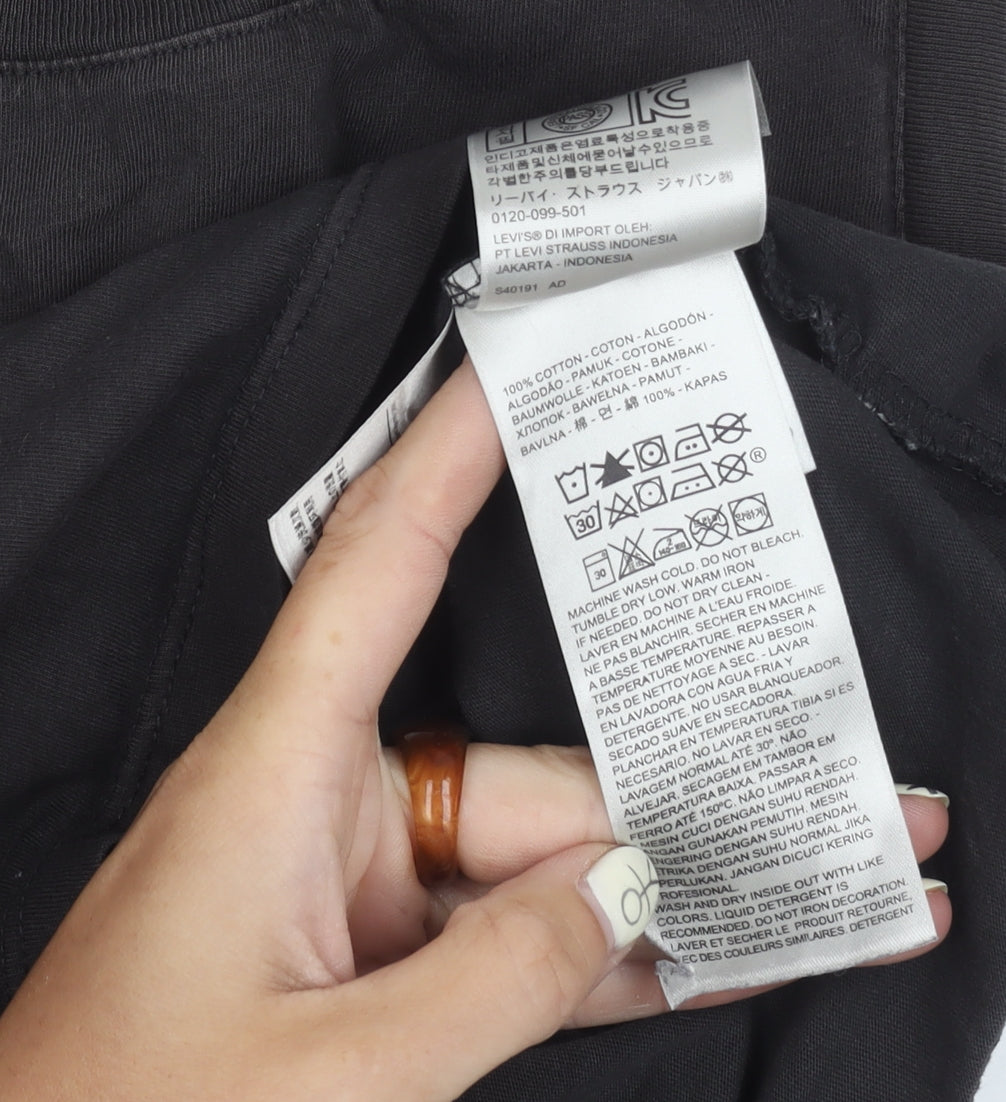 인디고제품은염료특성으로착용중
타제품및신체에묻어날수있으므로
각별한주의를당부드립니다
リーバイ・ストラウス ジャパン㈱
0120-099-501
LEVI'S® DI IMPORT OLEH:
PT LEVI STRAUSS INDONESIA
JAKARTA - INDONESIA
S40191 AD
100% COTTON - COTON - ALGODÓN -
ALGODÃO - PAMUK - COTONE -
BAUMWOLLE - KATOEN - BAMBAKI -
ХЛОПОК - BAWEŁNA - PAMUT -
BAVLNA - 棉 - 면 - 綿 100% - KAPAS
®
30
30
MACHINE WASH COLD. DO NOT BLEACH.
TUMBLE DRY LOW. WARM IRON
IF NEEDED. DO NOT DRY CLEAN -
LAVER EN MACHINE A L'EAU FROIDE.
NE PAS BLANCHIR. SECHER EN MACHINE
A BASSE TEMPERATURE. REPASSER A
TEMPERATURE MOYENNE AU BESOIN.
PAS DE NETTOYAGE A SEC. - LAVAR
EN LAVADORA CON AGUA FRIA Y
DETERGENTE. NO USAR BLANQUEADOR.
SECADO SUAVE EN SECADORA.
PLANCHAR EN TEMPERATURA TIBIA SI ES
NECESARIO. NO LAVAR EN SECO. -
LAVAGEM NORMAL ATÉ 30º. NÃO
ALVEJAR. SECAGEM EM TAMBOR EM
TEMPERATURA BAIXA. PASSAR A
FERRO ATÉ 150ºC. NÃO LIMPAR A SECO.
MESIN CUCI DENGAN SUHU RENDAH.
GUNAKAN PEMUTIH. MESIN
DENGAN SUHU RENDAH.
DENGAN SUHU NORMAL JIKA
JANGAN DICUCI KERING
WASH AND DRY INSIDE OUT WITH LIKE
COLORS. LIQUID DETERGENT IS
RECOMMENDED. DO NOT IRON DECORATION.
LAVER ET SECHER LE PRODUIT RETOURNE,
DES COULEURS SIMILAIRES. DETERGENT